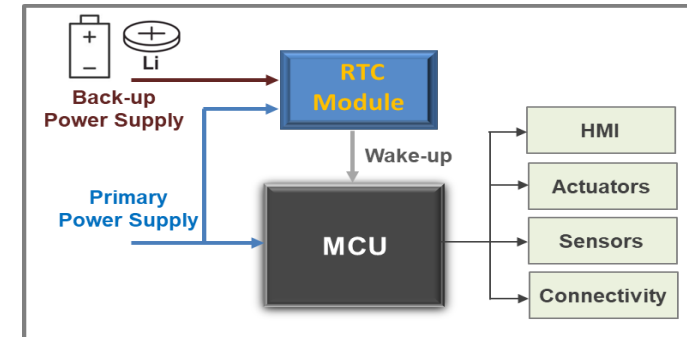 +
−
+
Li
Back-up
Power Supply
RTC
Module
Wake-up
Primary
Power Supply
MCU
HMI
Actuators
Sensors
Connectivity